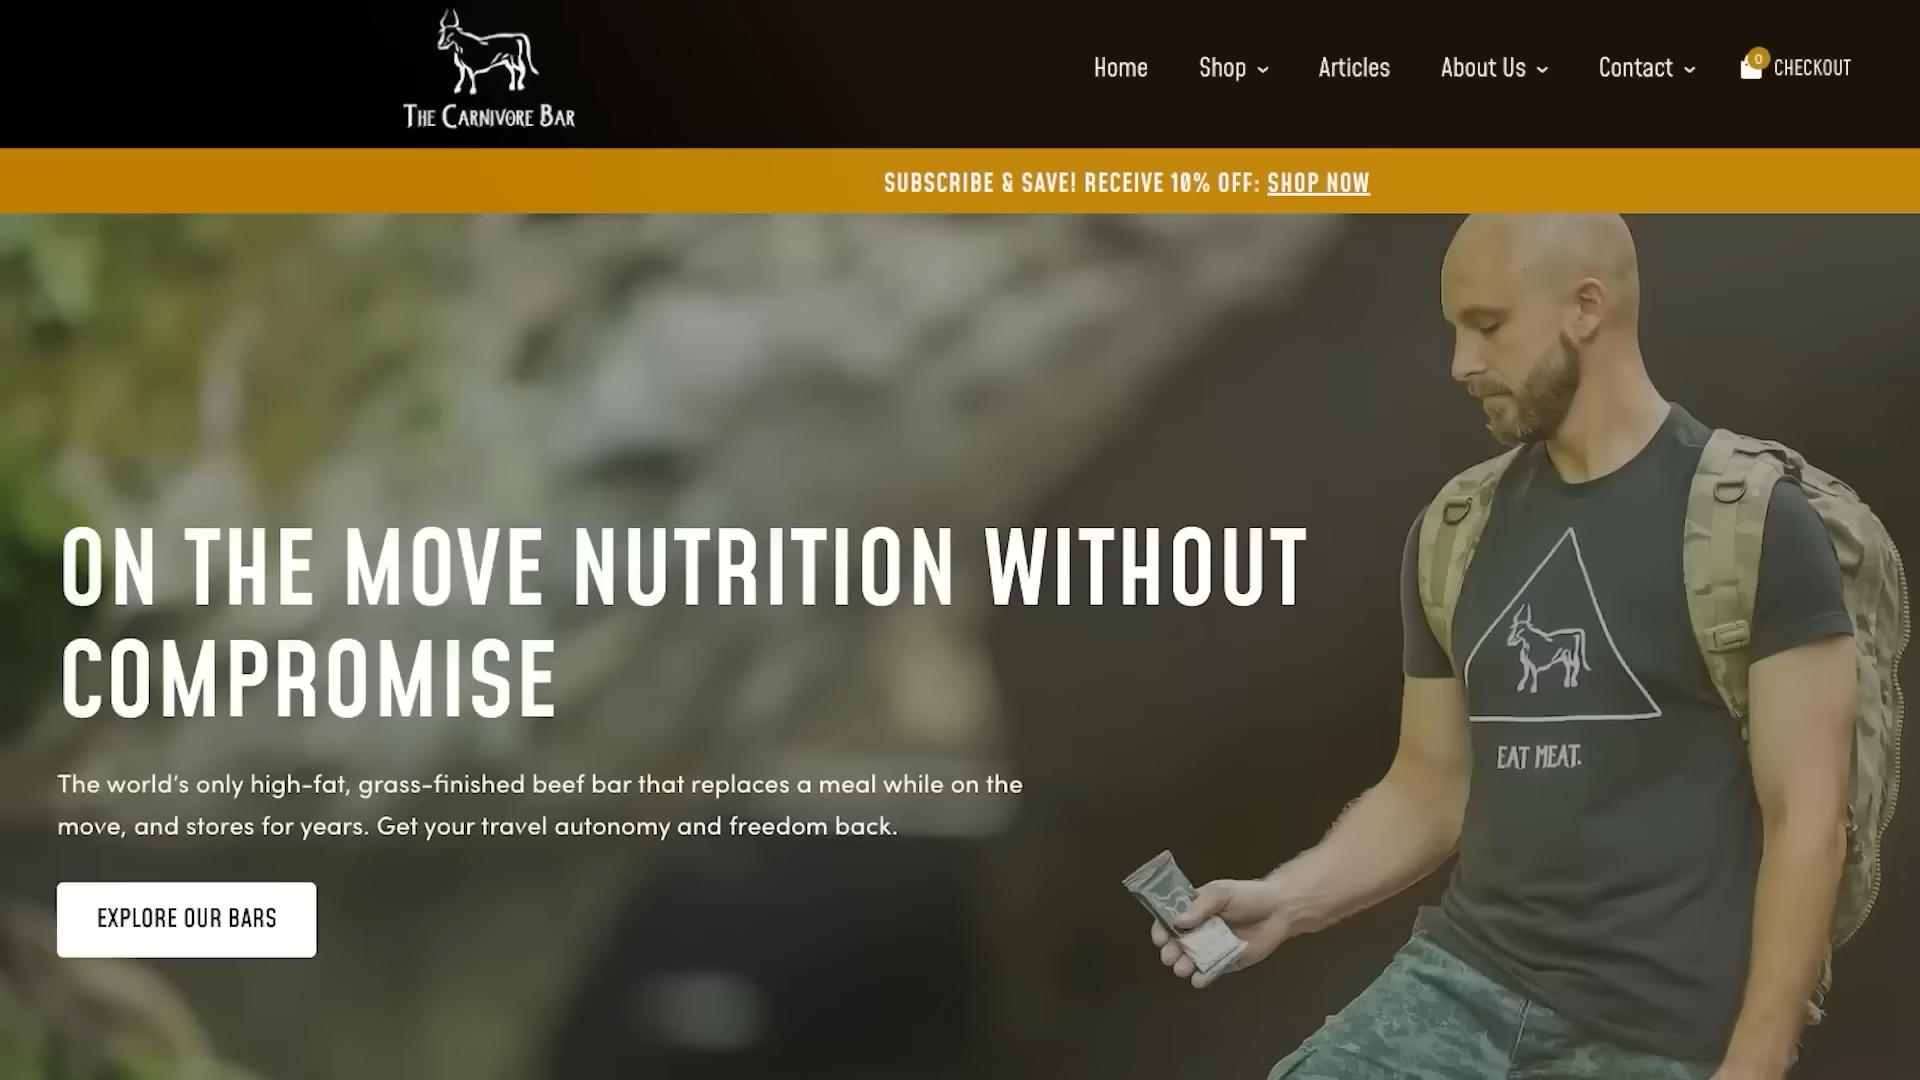 THE CARNIVORE BAR
Home Shop Articles About Us Contact 0 CHECKOUT
SUBSCRIBE & SAVE! RECEIVE 10% OFF: SHOP NOW
ON THE MOVE NUTRITION WITHOUT
COMPROMISE
The world's only high-fat, grass-finished beef bar that replaces a meal while on the
move, and stores for years. Get your travel autonomy and freedom back.
EXPLORE OUR BARS
EAT MEAT.